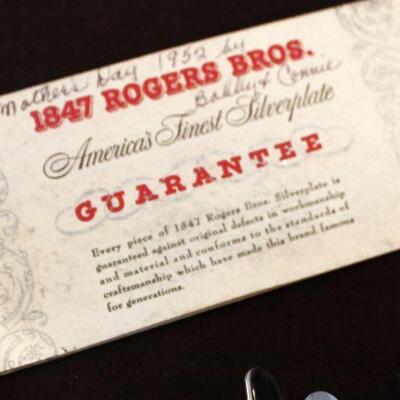 Mother's Day 1952 by
Bobby & Connie
1847 ROGERS BROS.
America's Finest Silverplate
GUARANTEE
Every piece of 1847 Rogers Bros. Silverplate is
guaranteed against original defects in workmanship
and material and conforms to the standards of
craftsmanship which have made this brand famous
for generations.